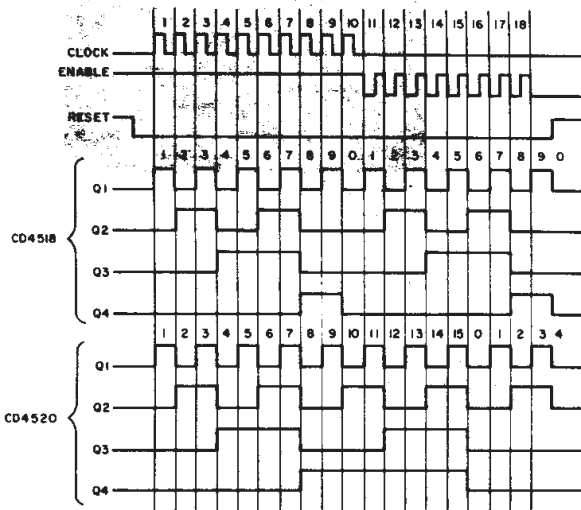 1 2 3 4 5 6 7 8 9 10 11 12 13 14 15 16 17 18
CLOCK
ENABLE
RESET
1 2 3 4 5 6 7 8 9 0 1 2 3 4 5 6 7 8 9 0
Q1
Q2
CD4518
Q3
Q4
1 2 3 4 5 6 7 8 9 10 11 12 13 14 15 0 1 2 3 4
Q1
Q2
CD4520
Q3
Q4